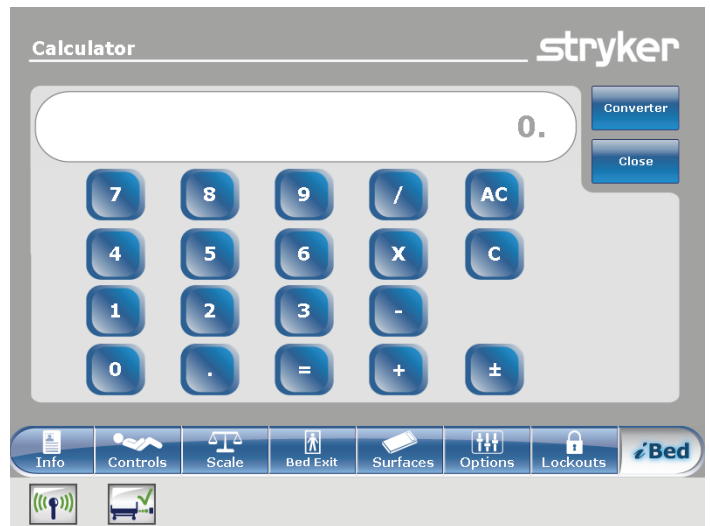 Calculator
stryker
0.
Converter
Close
7 8 9 / AC
4 5 6 X C
1 2 3 -
0 . = + ±
Info Controls Scale Bed Exit Surfaces Options Lockouts iBed